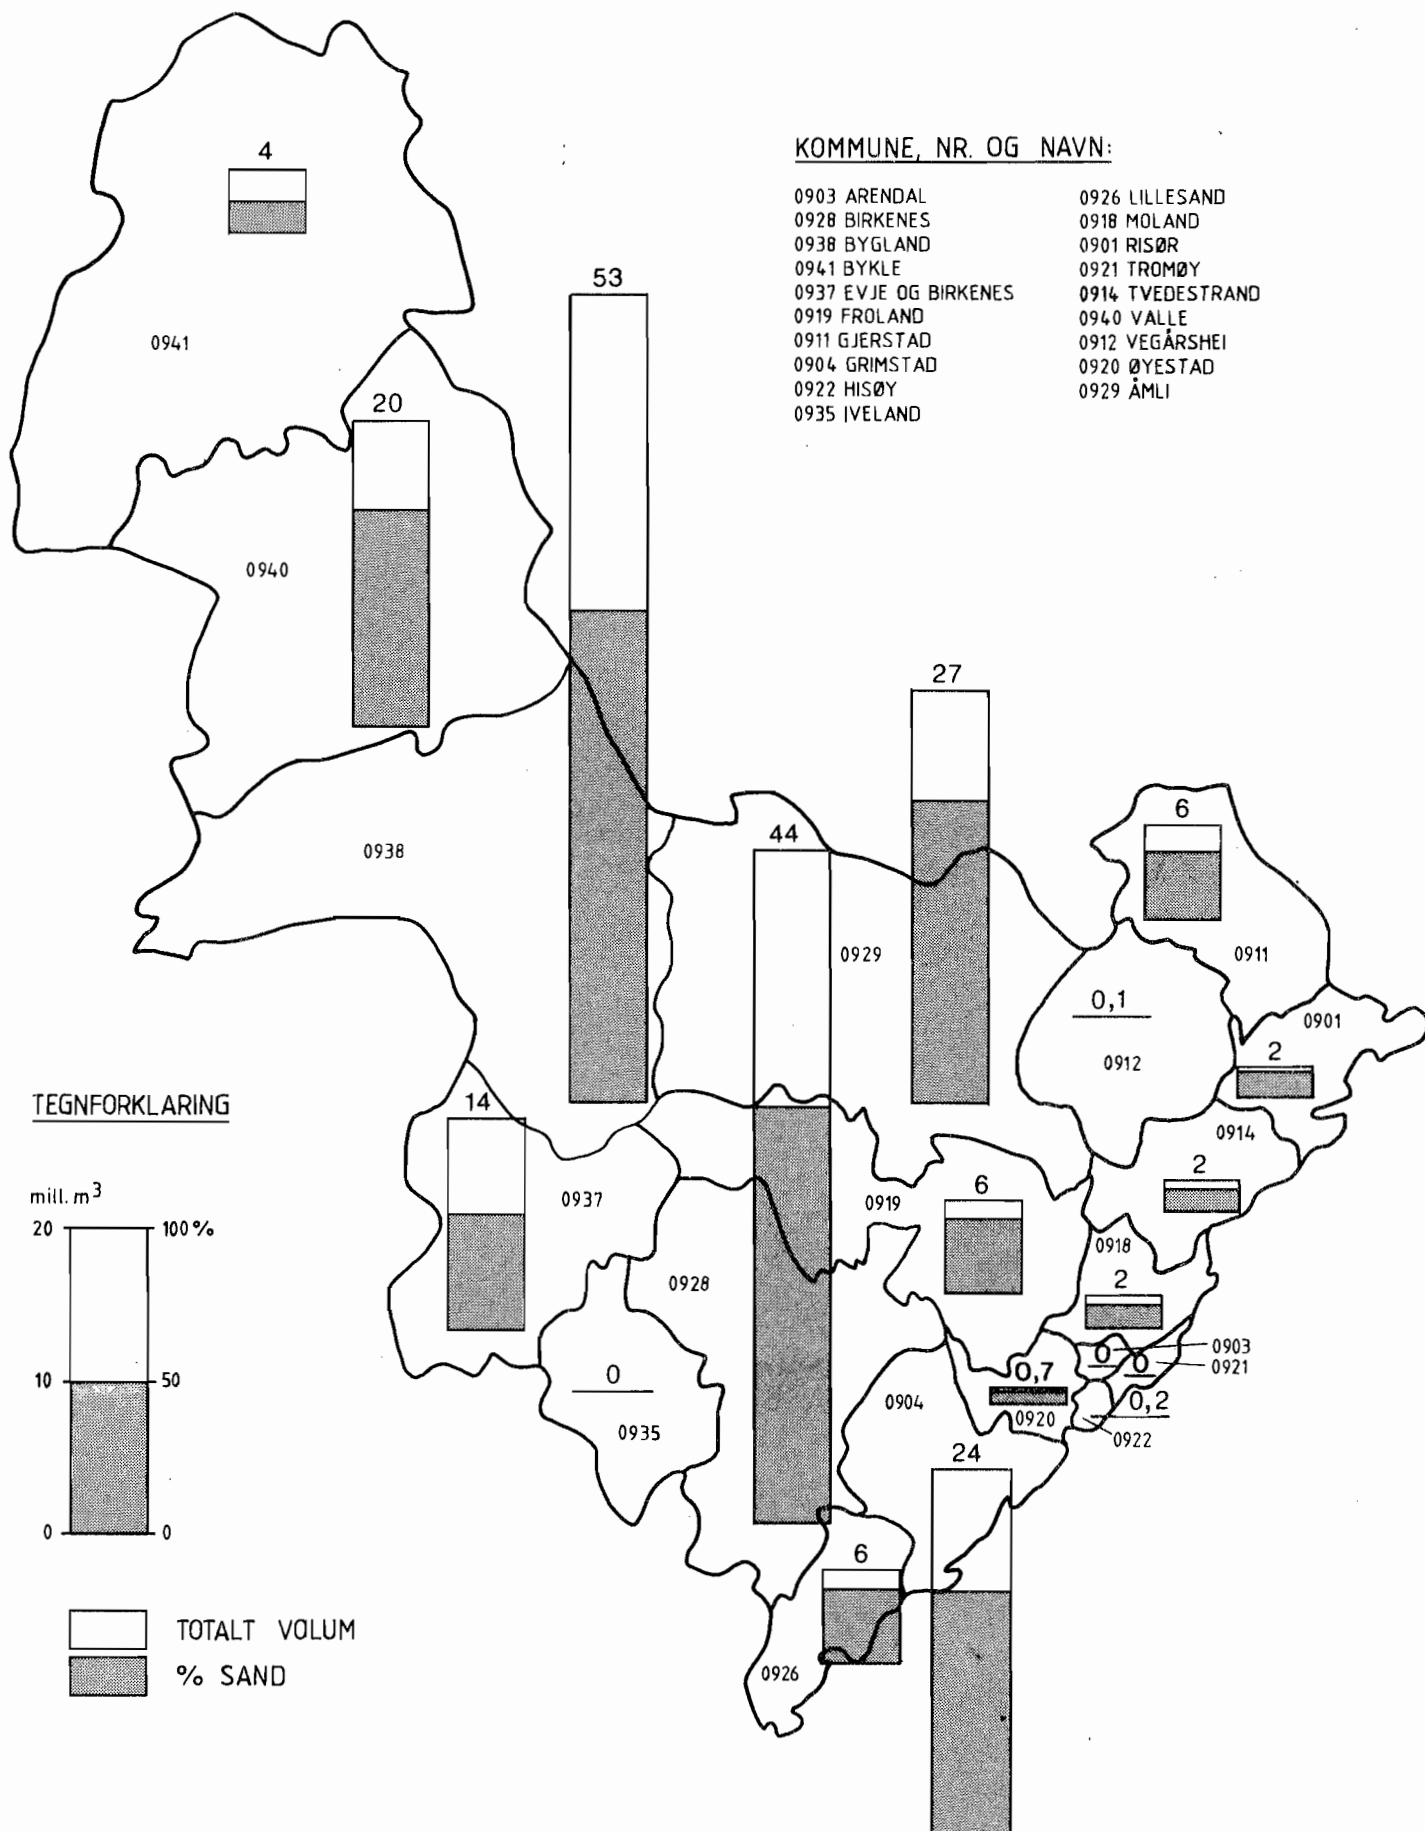 KOMMUNE, NR. OG NAVN:
0903 ARENDAL
0928 BIRKENES
0938 BYGLAND
0941 BYKLE
0937 EVJE OG BIRKENES
0919 FROLAND
0911 GJERSTAD
0904 GRIMSTAD
0922 HISØY
0935 IVELAND
0926 LILLESAND
0918 MOLAND
0901 RISØR
0921 TROMØY
0914 TVEDESTRAND
0940 VALLE
0912 VEGÅRSHEI
0920 ØYESTAD
0929 ÅMLI
4
0941
53
20
0940
27
0938
44
6
0929
0911
0,1
0912
0901
2
14
0914
2
0937
0919
6
0918
0928
2
0903
0921
0
0
0,7
0
0,2
0920
0922
0904
0935
24
6
0926
TEGNFORKLARING
mill. m³
20
100 %
10
50
0
0
TOTALT VOLUM
% SAND